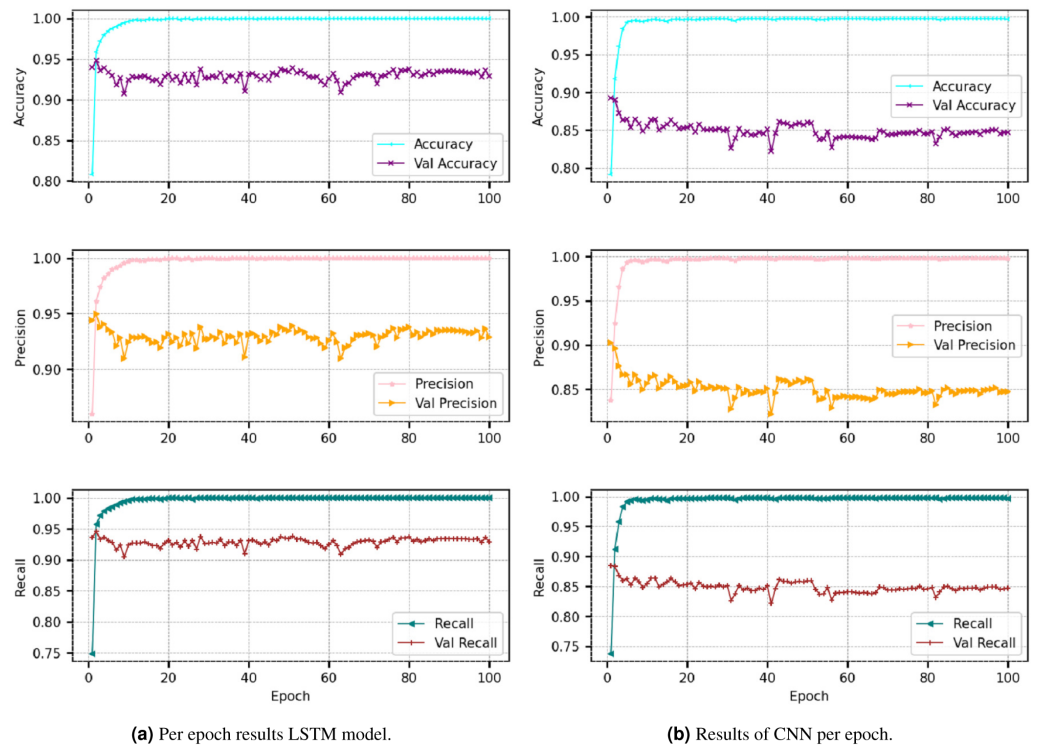 1.00
0.95
0.90
0.85
0.80
Accuracy
Accuracy
Val Accuracy
0 20 40 60 80 100
1.00
0.95
0.90
0.85
0.80
Accuracy
Accuracy
Val Accuracy
0 20 40 60 80 100
1.00
0.95
0.90
Precision
Precision
Val Precision
0 20 40 60 80 100
1.00
0.95
0.90
0.85
Precision
Precision
Val Precision
0 20 40 60 80 100
1.00
0.95
0.90
0.85
0.80
0.75
Recall
Recall
Val Recall
0 20 40 60 80 100
Epoch
1.00
0.95
0.90
0.85
0.80
0.75
Recall
Recall
Val Recall
0 20 40 60 80 100
Epoch
(a) Per epoch results LSTM model.
(b) Results of CNN per epoch.